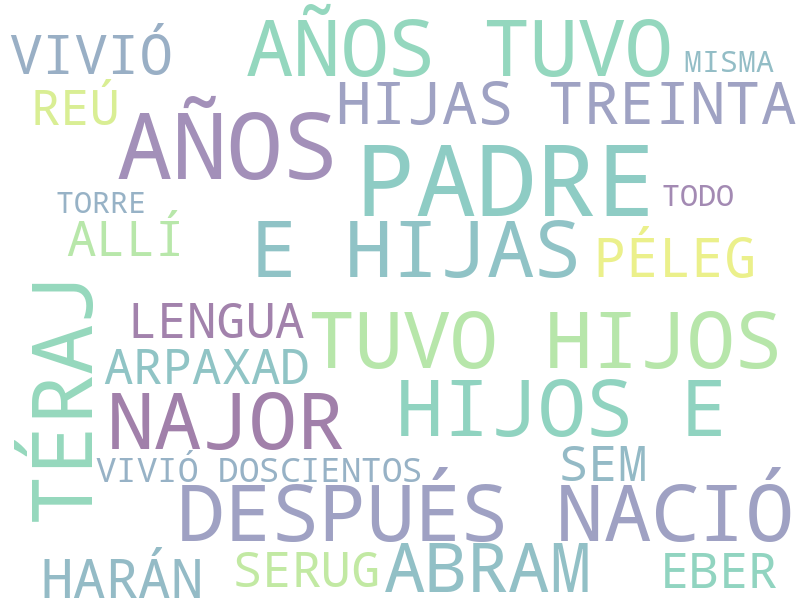 VIVIÓ
AÑOS TUVO
MISMA
REÚ
HIJAS TREINTA
AÑOS
PADRE
TORRE
TODO
ALLÍ
E HIJAS
PÉLEG
TÉRAJ
LENGUA
TUVO HIJOS
ARPAXAD
NAJOR
HIJOS E
VIVIÓ DOSCIENTOS
SEM
DESPUÉS NACIÓ
HARÁN
SERUG
ABRAM
EBER